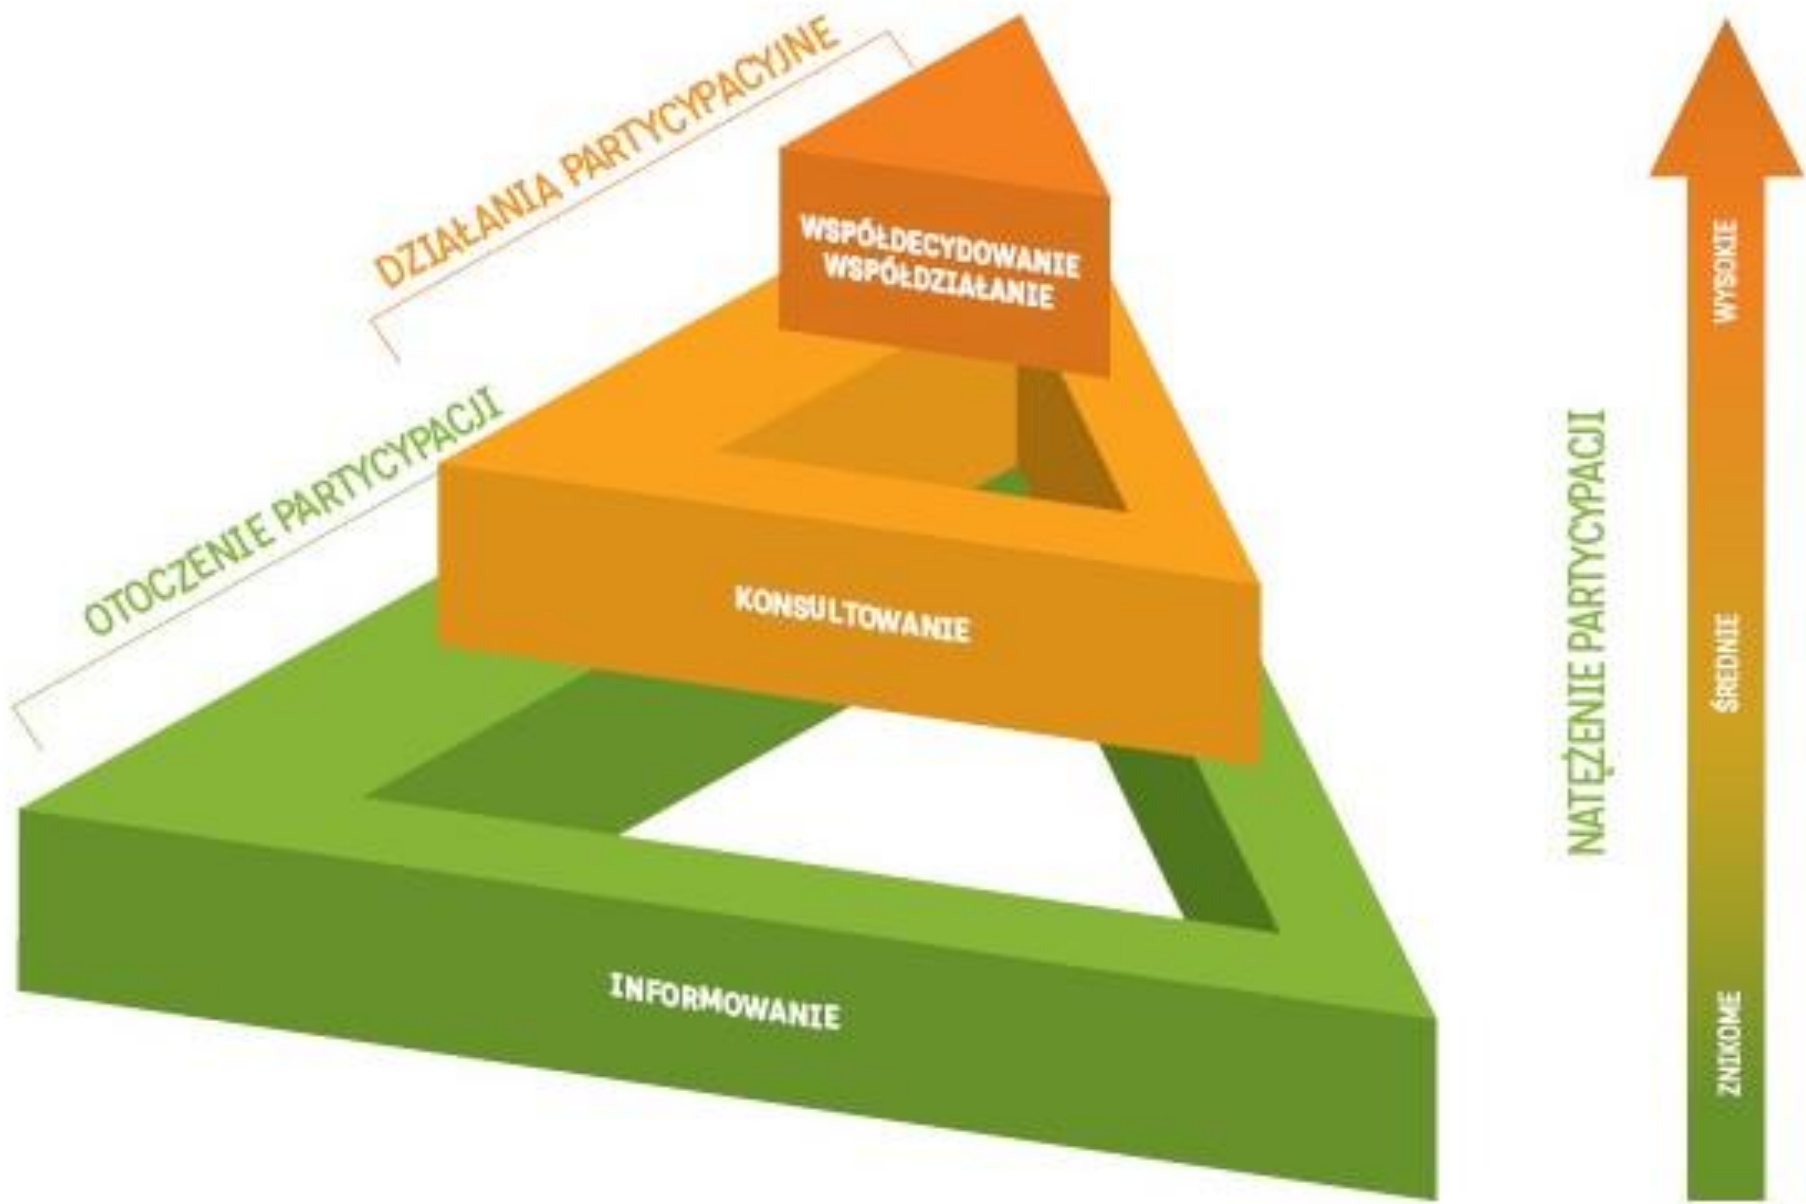 DZIAŁANIA PARTYCYPACYJNE
OTOCZENIE PARTYCYPACJI
WSPÓŁDECYDOWANIE
WSPÓŁDZIAŁANIE
KONSULTOWANIE
INFORMOWANIE
NATĘŻENIE PARTYCYPACJI
WYSOKIE
ŚREDNIE
ZNIKOME